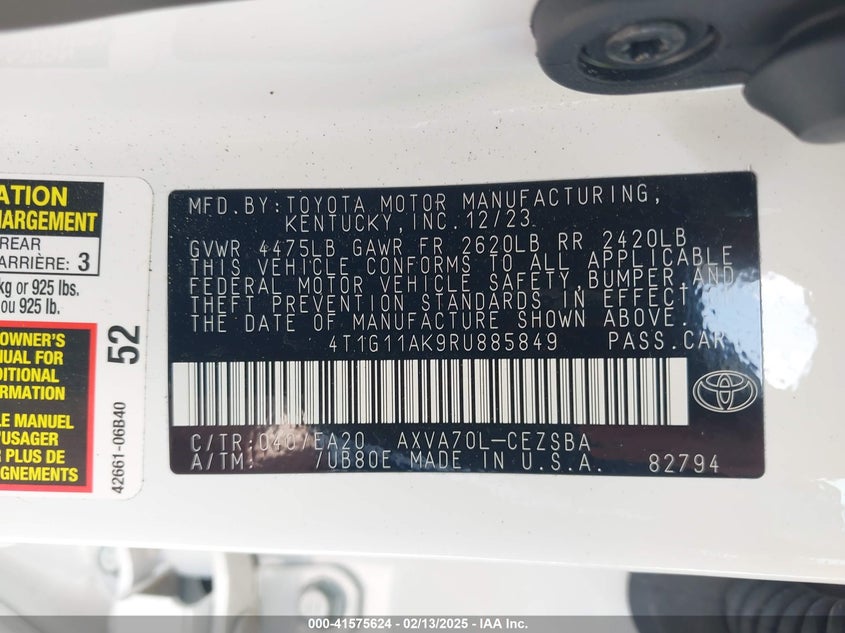 ATION
HARGEMENT
REAR
ARRIÈRE: 3
kg or 925 lbs.
ou 925 lb.
OWNER'S
NUAL FOR
DITIONAL
FORMATION
LE MANUEL
'USAGER
R PLUS DE
EIGNEMENTS
52
42661-06B40
MFD.BY:TOYOTA MOTOR MANUFACTURING,
KENTUCKY,INC.12/23
GVWR 4475LB GAWR FR 2620LB RR 2420LB
THIS VEHICLE CONFORMS TO ALL APPLICABLE
FEDERAL MOTOR VEHICLE SAFETY,BUMPER,AND
THEFT PREVENTION STANDARDS IN EFFECT ON
THE DATE OF MANUFACTURE SHOWN ABOVE.
4T1G11AK9RU885849 PASS.CAR
C/TR:040/EA20 AXVA70L-CEZSBA
A/TM: /UB80E MADE IN U.S.A. 82794
000-41575624 - 02/13/2025 - IAA Inc.